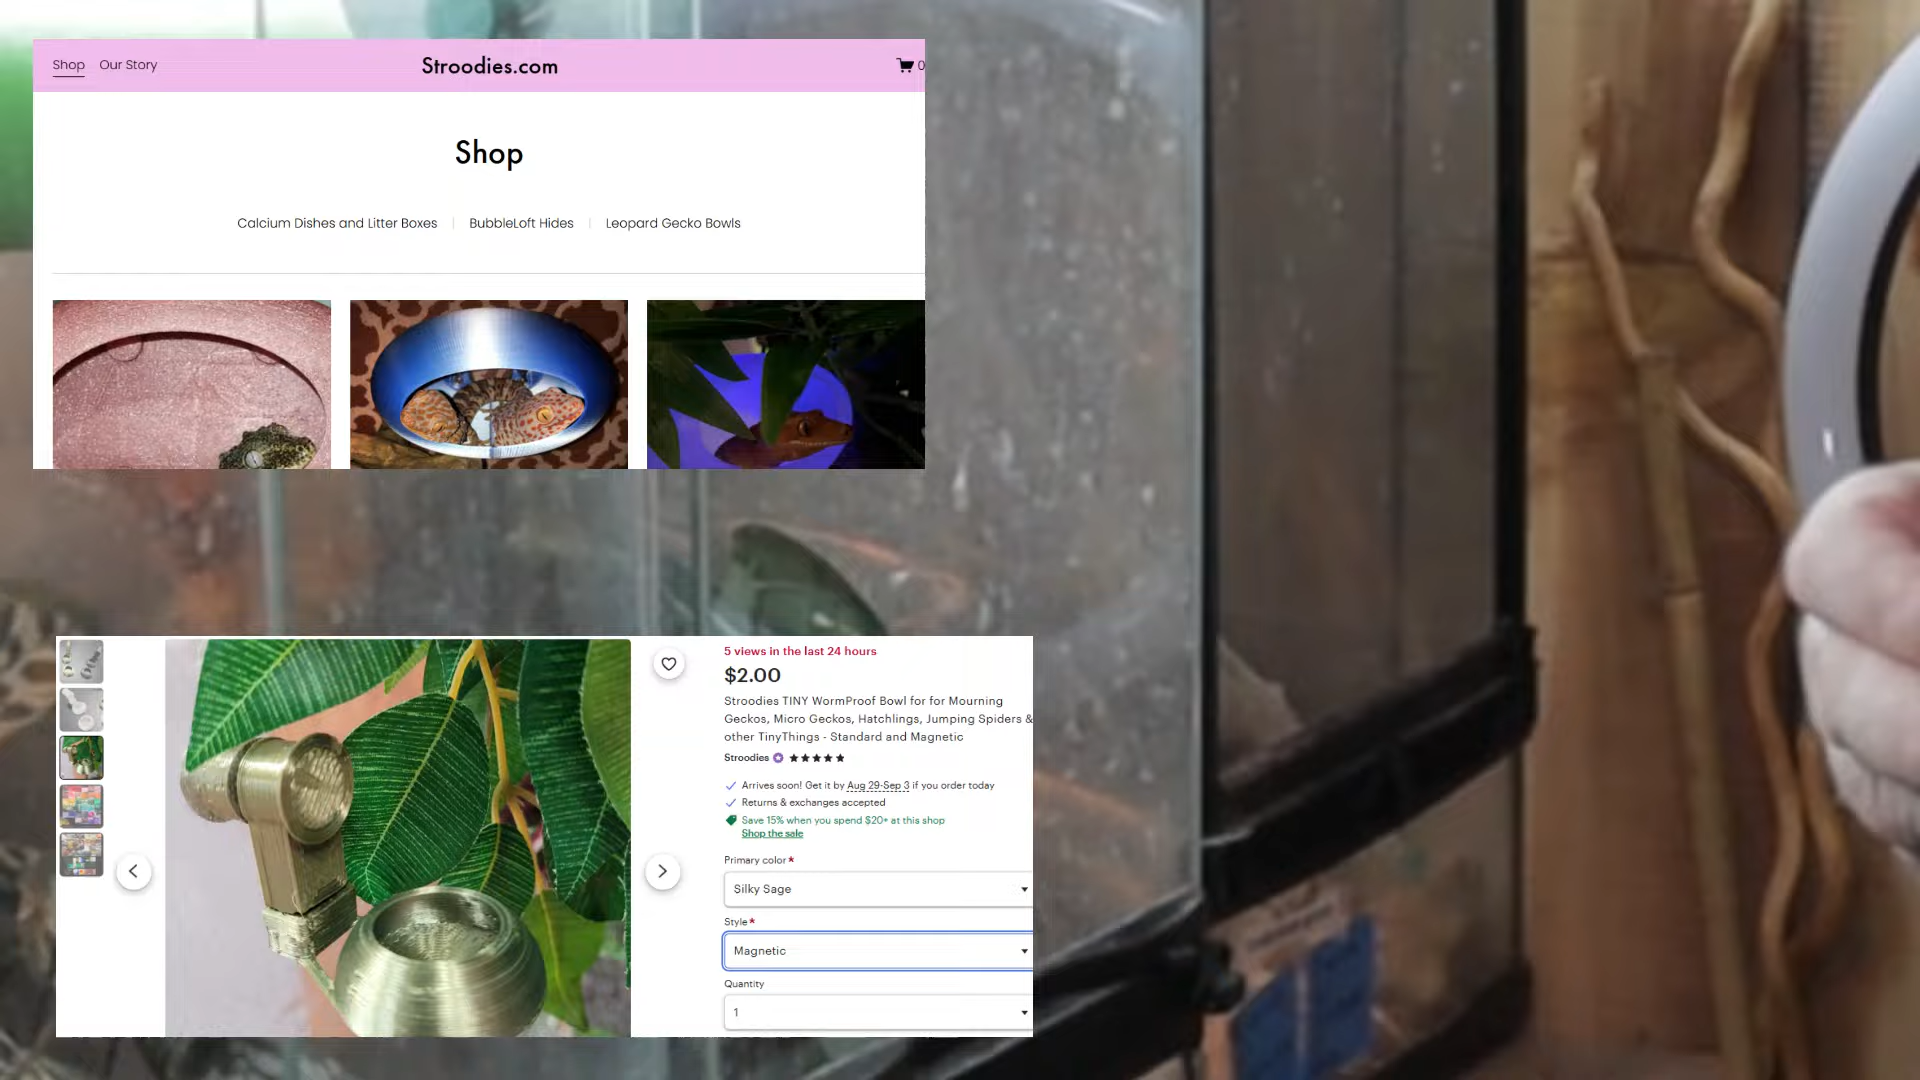 Shop Our Story Stroodies.com 0
Shop
Calcium Dishes and Litter Boxes | BubbleLoft Hides | Leopard Gecko Bowls
5 views in the last 24 hours
$2.00
Stroodies TINY WormProof Bowl for for Mourning
Geckos, Micro Geckos, Hatchlings, Jumping Spiders &
other TinyThings - Standard and Magnetic
Stroodies
Arrives soon! Get it by Aug 29-Sep 3 if you order today
Returns & exchanges accepted
Save 15% when you spend $20+ at this shop
Shop the sale
Primary color *
Silky Sage
Style *
Magnetic
Quantity
1